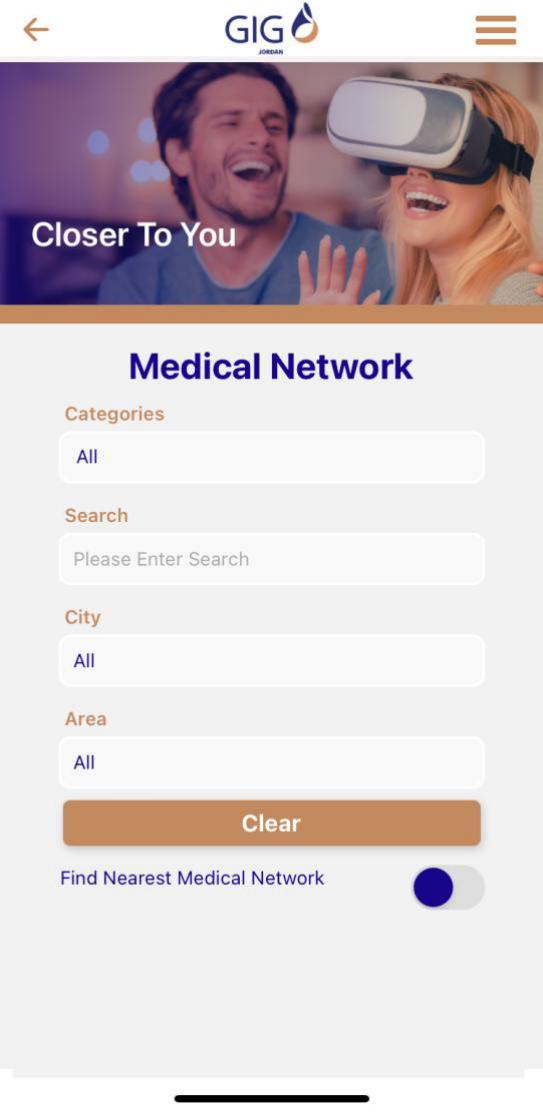 GIG
JORDAN
Closer To You
Medical Network
Categories
All
Search
Please Enter Search
City
All
Area
All
Clear
Find Nearest Medical Network